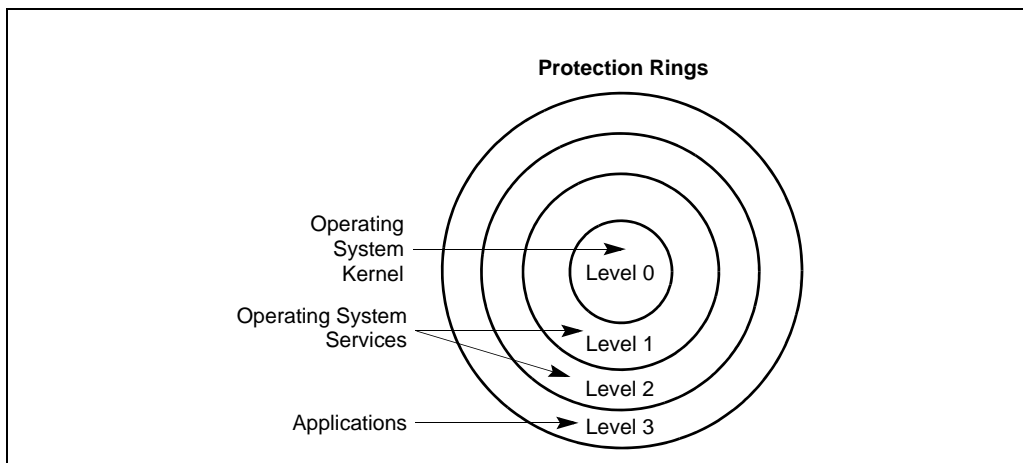 Protection Rings
Operating
System
Kernel
Level 0
Operating System
Services
Level 1
Level 2
Applications
Level 3